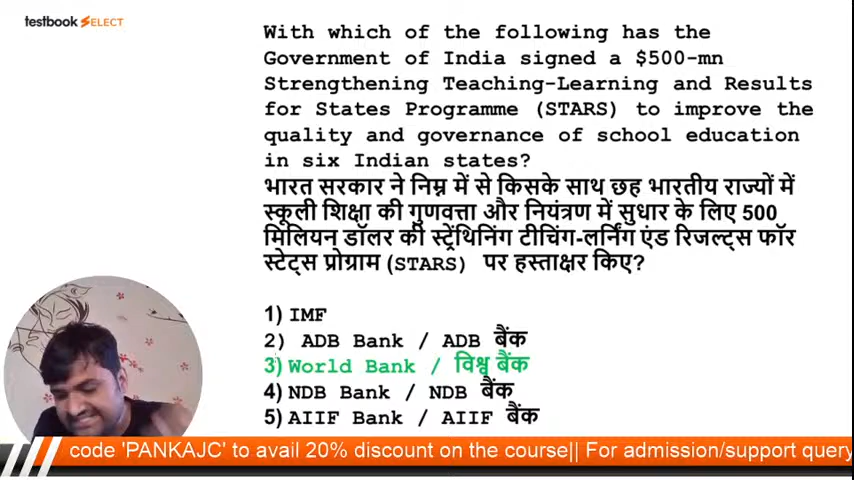 testbook SELECT
With which of the following has the
Government of India signed a $500-mn
Strengthening Teaching-Learning and Results
for States Programme (STARS) to improve the
quality and governance of school education
in six Indian states?
भारत सरकार ने निम्न में से किसके साथ छह भारतीय राज्यों में
स्कूली शिक्षा की गुणवत्ता और नियंत्रण में सुधार के लिए 500
मिलियन डॉलर की स्ट्रेंथिनिंग टीचिंग-लर्निंग एंड रिजल्ट्स फॉर
स्टेट्स प्रोग्राम (STARS) पर हस्ताक्षर किए?
1) IMF
2) ADB Bank / ADB बैंक
3) World Bank / विश्व बैंक
4) NDB Bank / NDB बैंक
5) AIIF Bank / AIIF बैंक
code 'PANKAJC' to avail 20% discount on the course|| For admission/support query